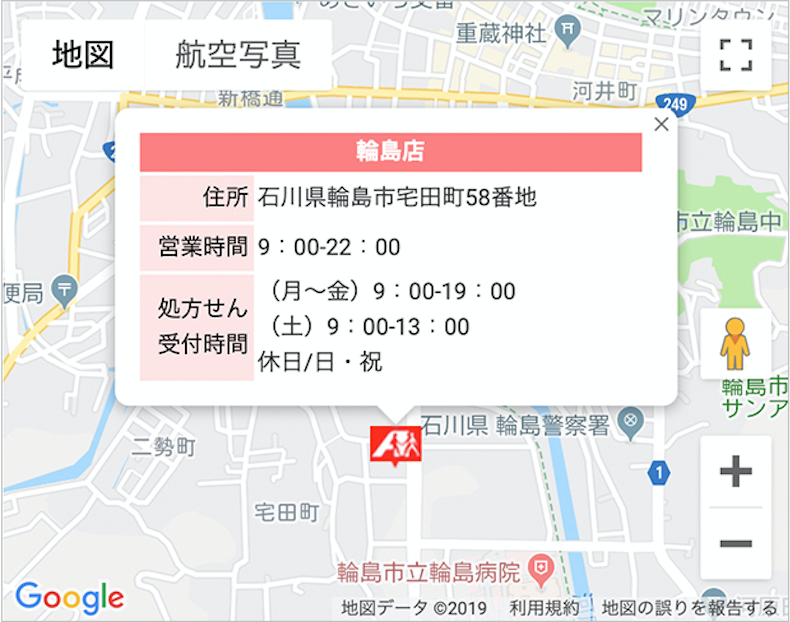 重蔵神社
マリンタウン
地図
航空写真
河井町
新橋通
249
輪島店
住所
石川県輪島市宅田町58番地
営業時間
9：00-22：00
処方せん
受付時間
（月〜金）9：00-19：00
（土）9：00-13：00
休日/日・祝
市立輪島中
便局
輪島市
サンア
石川県 輪島警察署
二勢町
1
宅田町
輪島市立輪島病院
Google
地図データ ©2019
利用規約
地図の誤りを報告する